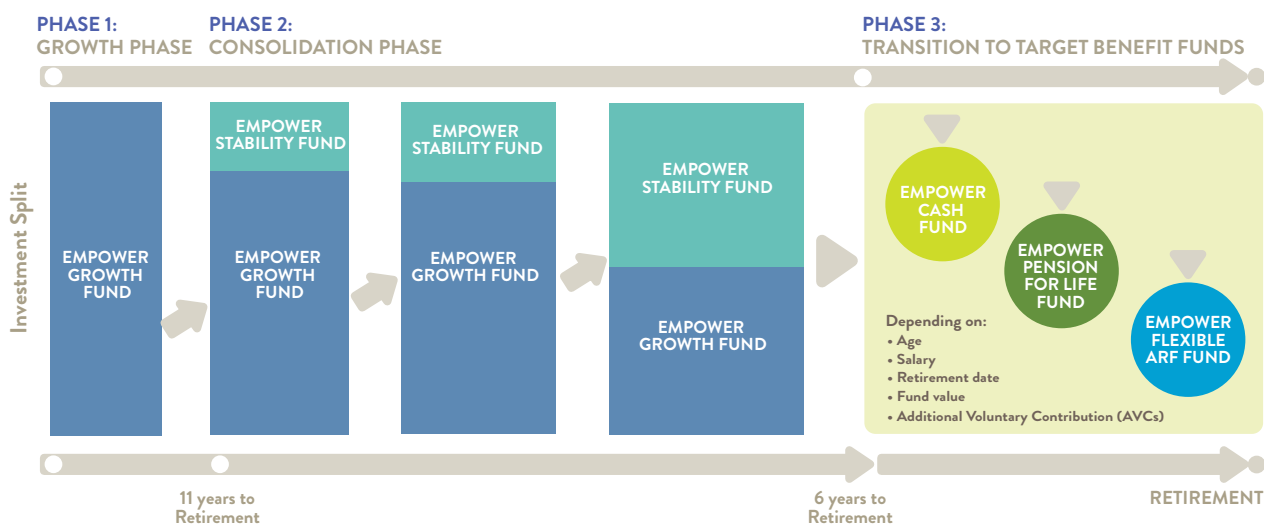 PHASE 1:
GROWTH PHASE
PHASE 2:
CONSOLIDATION PHASE
PHASE 3:
TRANSITION TO TARGET BENEFIT FUNDS
Investment Split
EMPOWER
GROWTH
FUND
EMPOWER
STABILITY FUND
EMPOWER
GROWTH
FUND
EMPOWER
STABILITY FUND
EMPOWER
GROWTH FUND
EMPOWER
STABILITY FUND
EMPOWER
GROWTH FUND
EMPOWER
CASH
FUND
EMPOWER
PENSION
FOR LIFE
FUND
EMPOWER
FLEXIBLE
ARF FUND
Depending on:
• Age
• Salary
• Retirement date
• Fund value
• Additional Voluntary Contribution (AVCs)
11 years to
Retirement
6 years to
Retirement
RETIREMENT